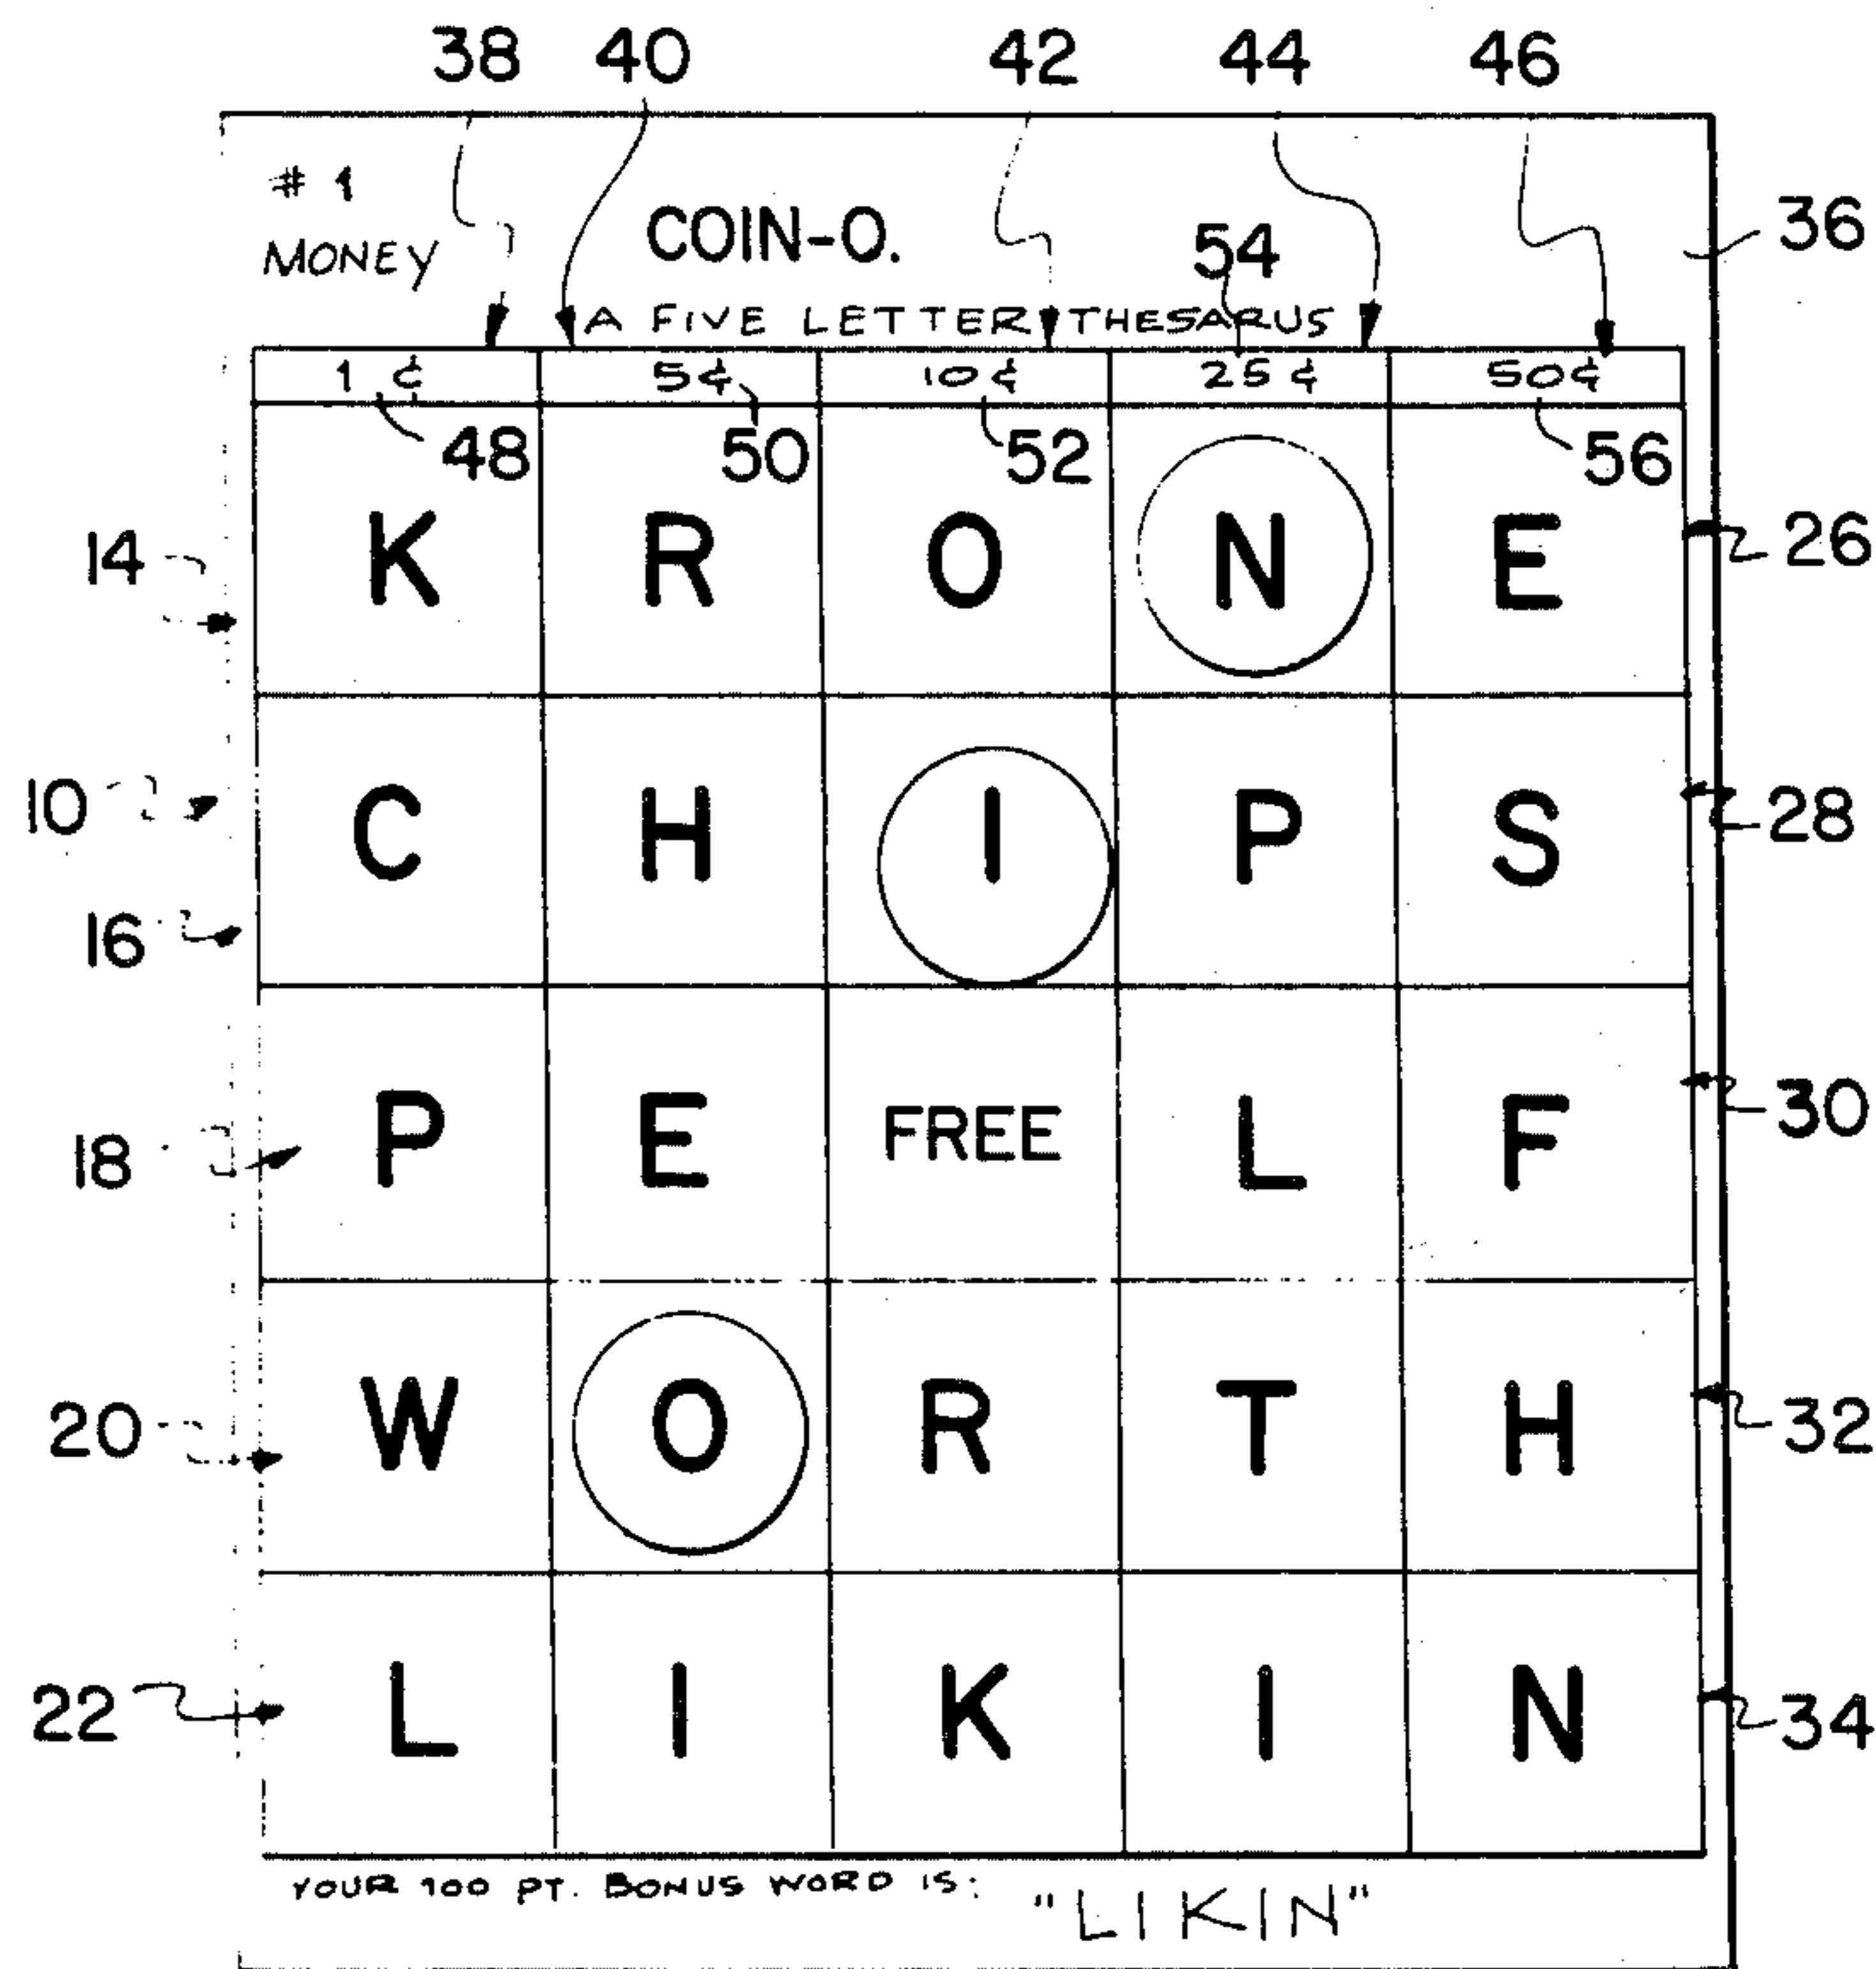 38 40 42 44 46
# 1
COIN-O. 36
MONEY 54
A FIVE LETTER THESARUS
1 ¢ 5¢ 10¢ 25¢ 50¢
48 50 52 56
14 K R O N E 26
10 C H I P S 28
16
18 P E FREE L F 30
20 W O R T H 32
22 L I K I N 34
YOUR 100 PT. BONUS WORD IS: "LIKIN"